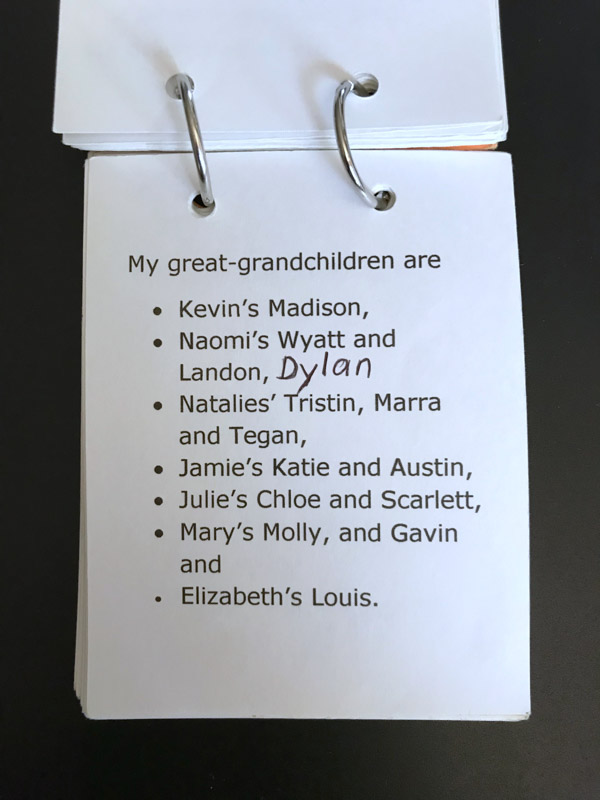 My great-grandchildren are
• Kevin’s Madison,
• Naomi’s Wyatt and
Landon, Dylan
• Natalies’ Tristin, Marra
and Tegan,
• Jamie’s Katie and Austin,
• Julie’s Chloe and Scarlett,
• Mary’s Molly, and Gavin
and
• Elizabeth’s Louis.